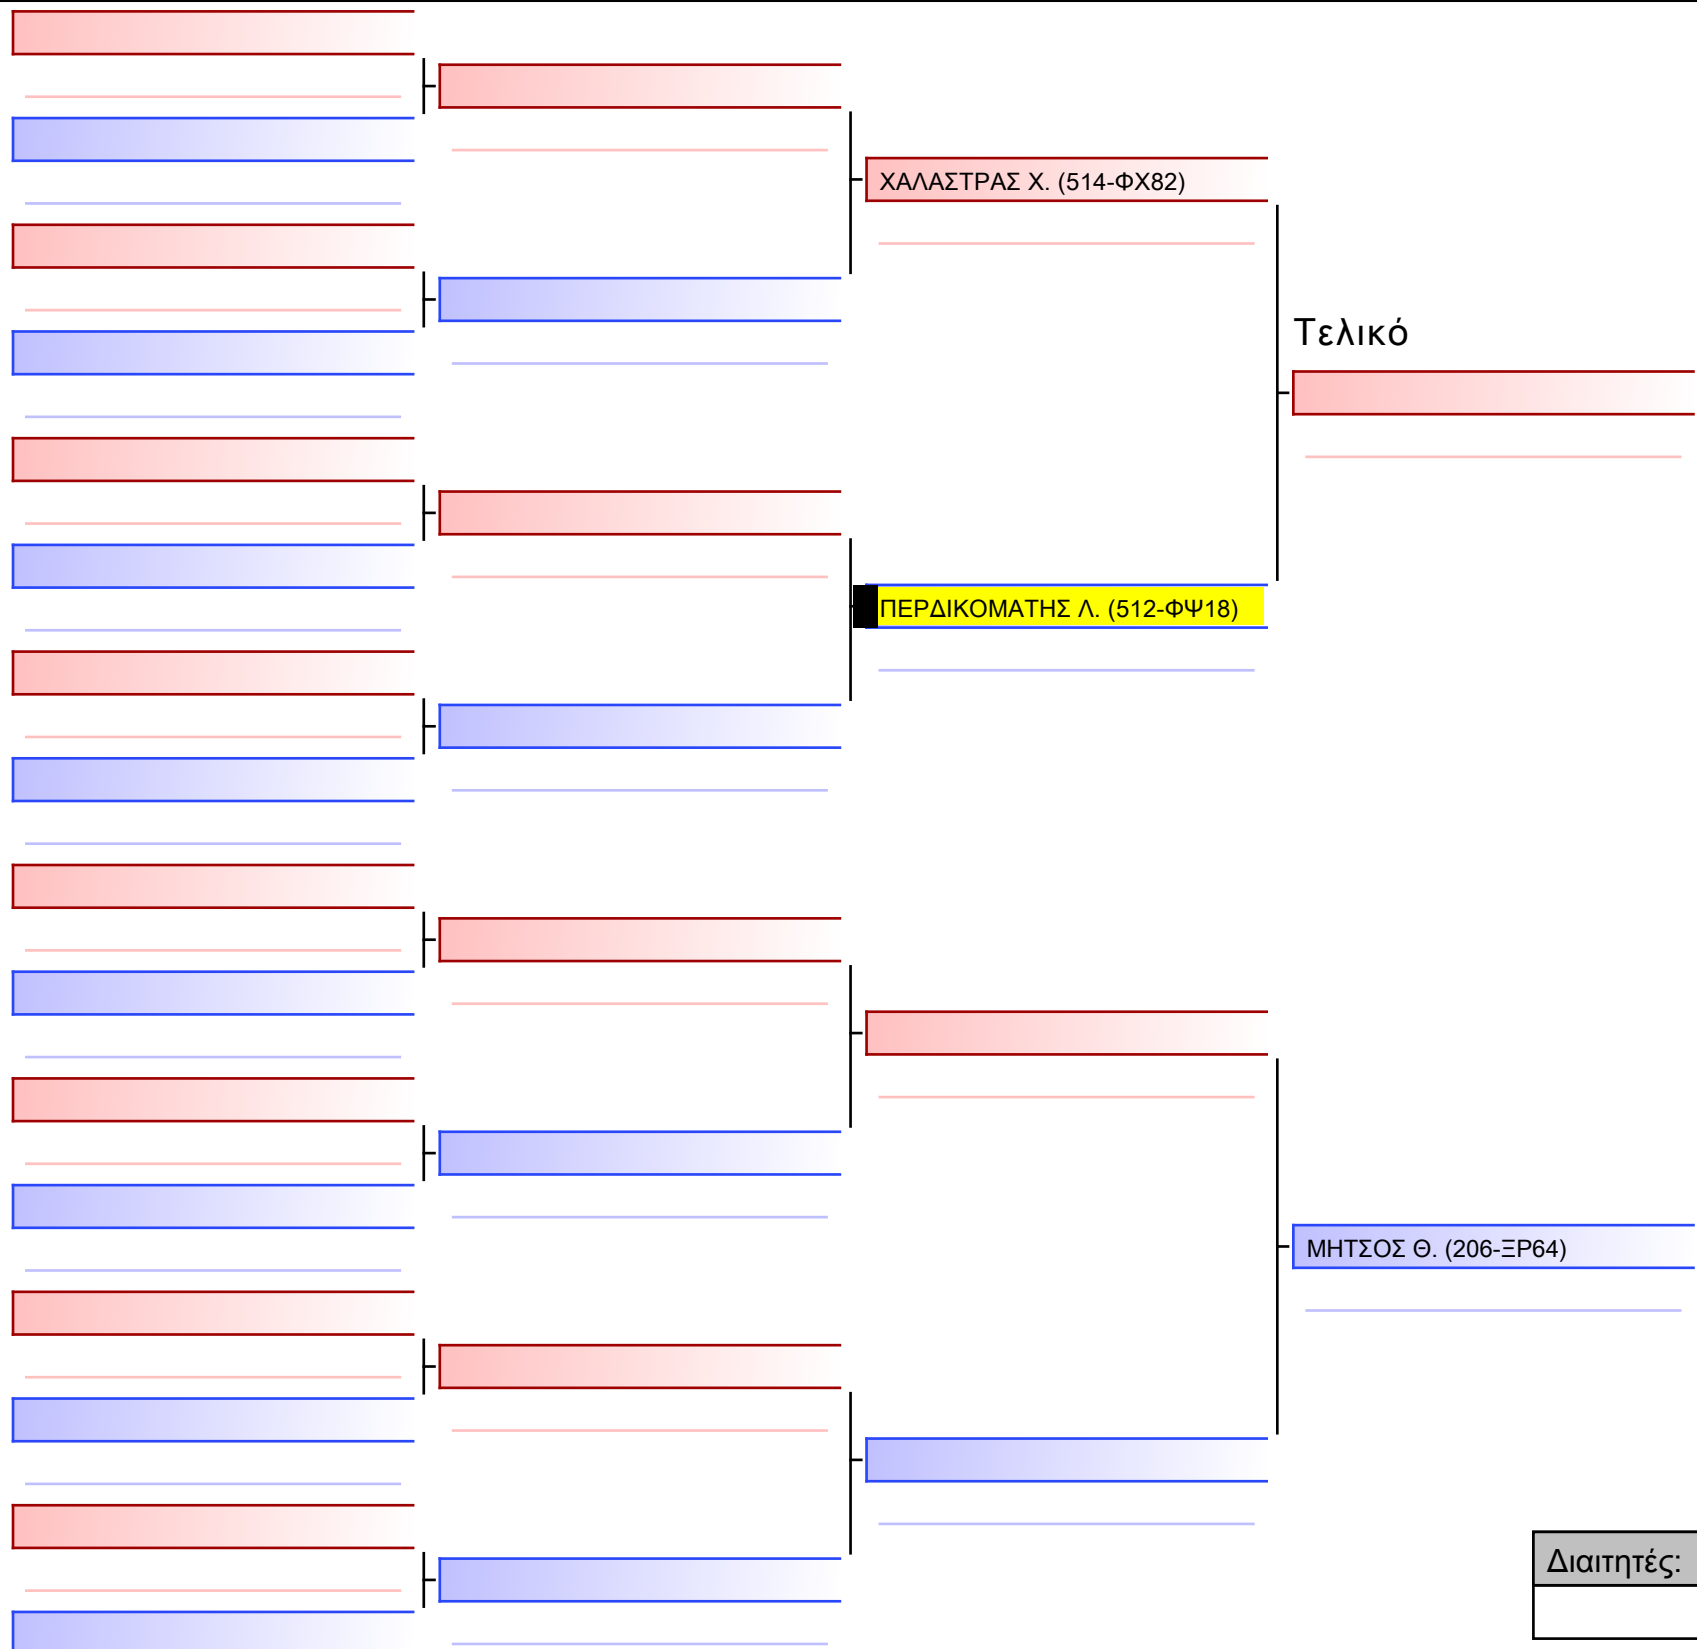 ΧΑΛΑΣΤΡΑΣ Χ. (514-ΦΧ82)
Τελικό
ΠΕΡΔΙΚΟΜΑΤΗΣ Λ. (512-ΦΨ18)
ΜΗΤΣΟΣ Θ. (206-ΞΡ64)
Διαιτητές: